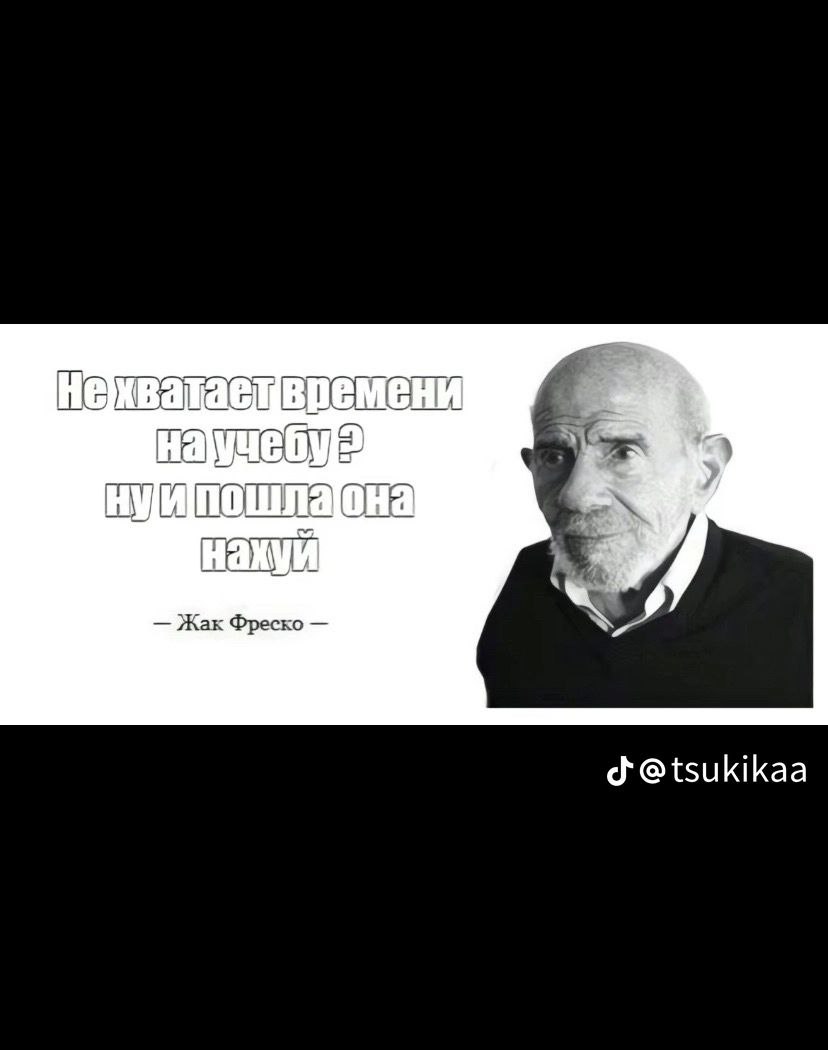 Не хватает времени
на учебу ?
ну и пошла она
нахуй
— Жак Фреско —
@tsukikaa